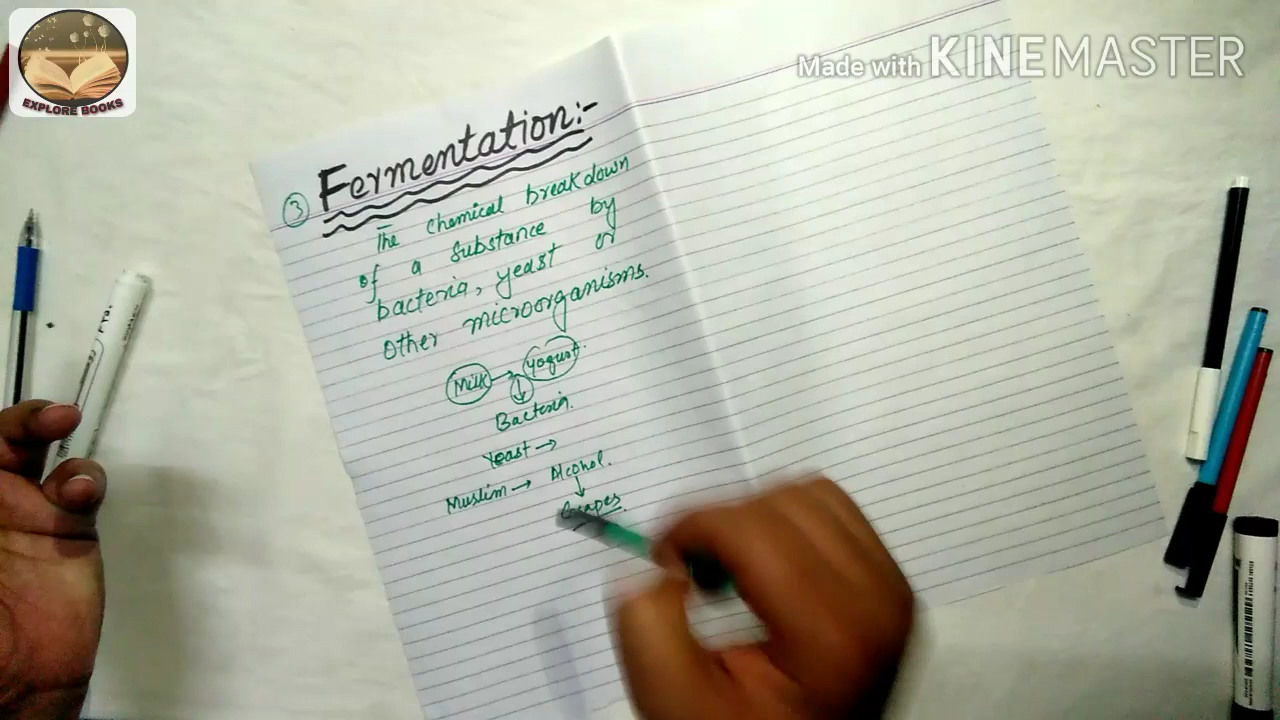 EXPLORE BOOKS
Made with KINEMASTER
Fermentation:-
3 The chemical breakdown
of a substance by
bacteria, yeast or
other microorganisms.
Milk → yogurt.
↓
Bacteria.
Yeast →
Muslim → Alcohol.
↓
Grapes